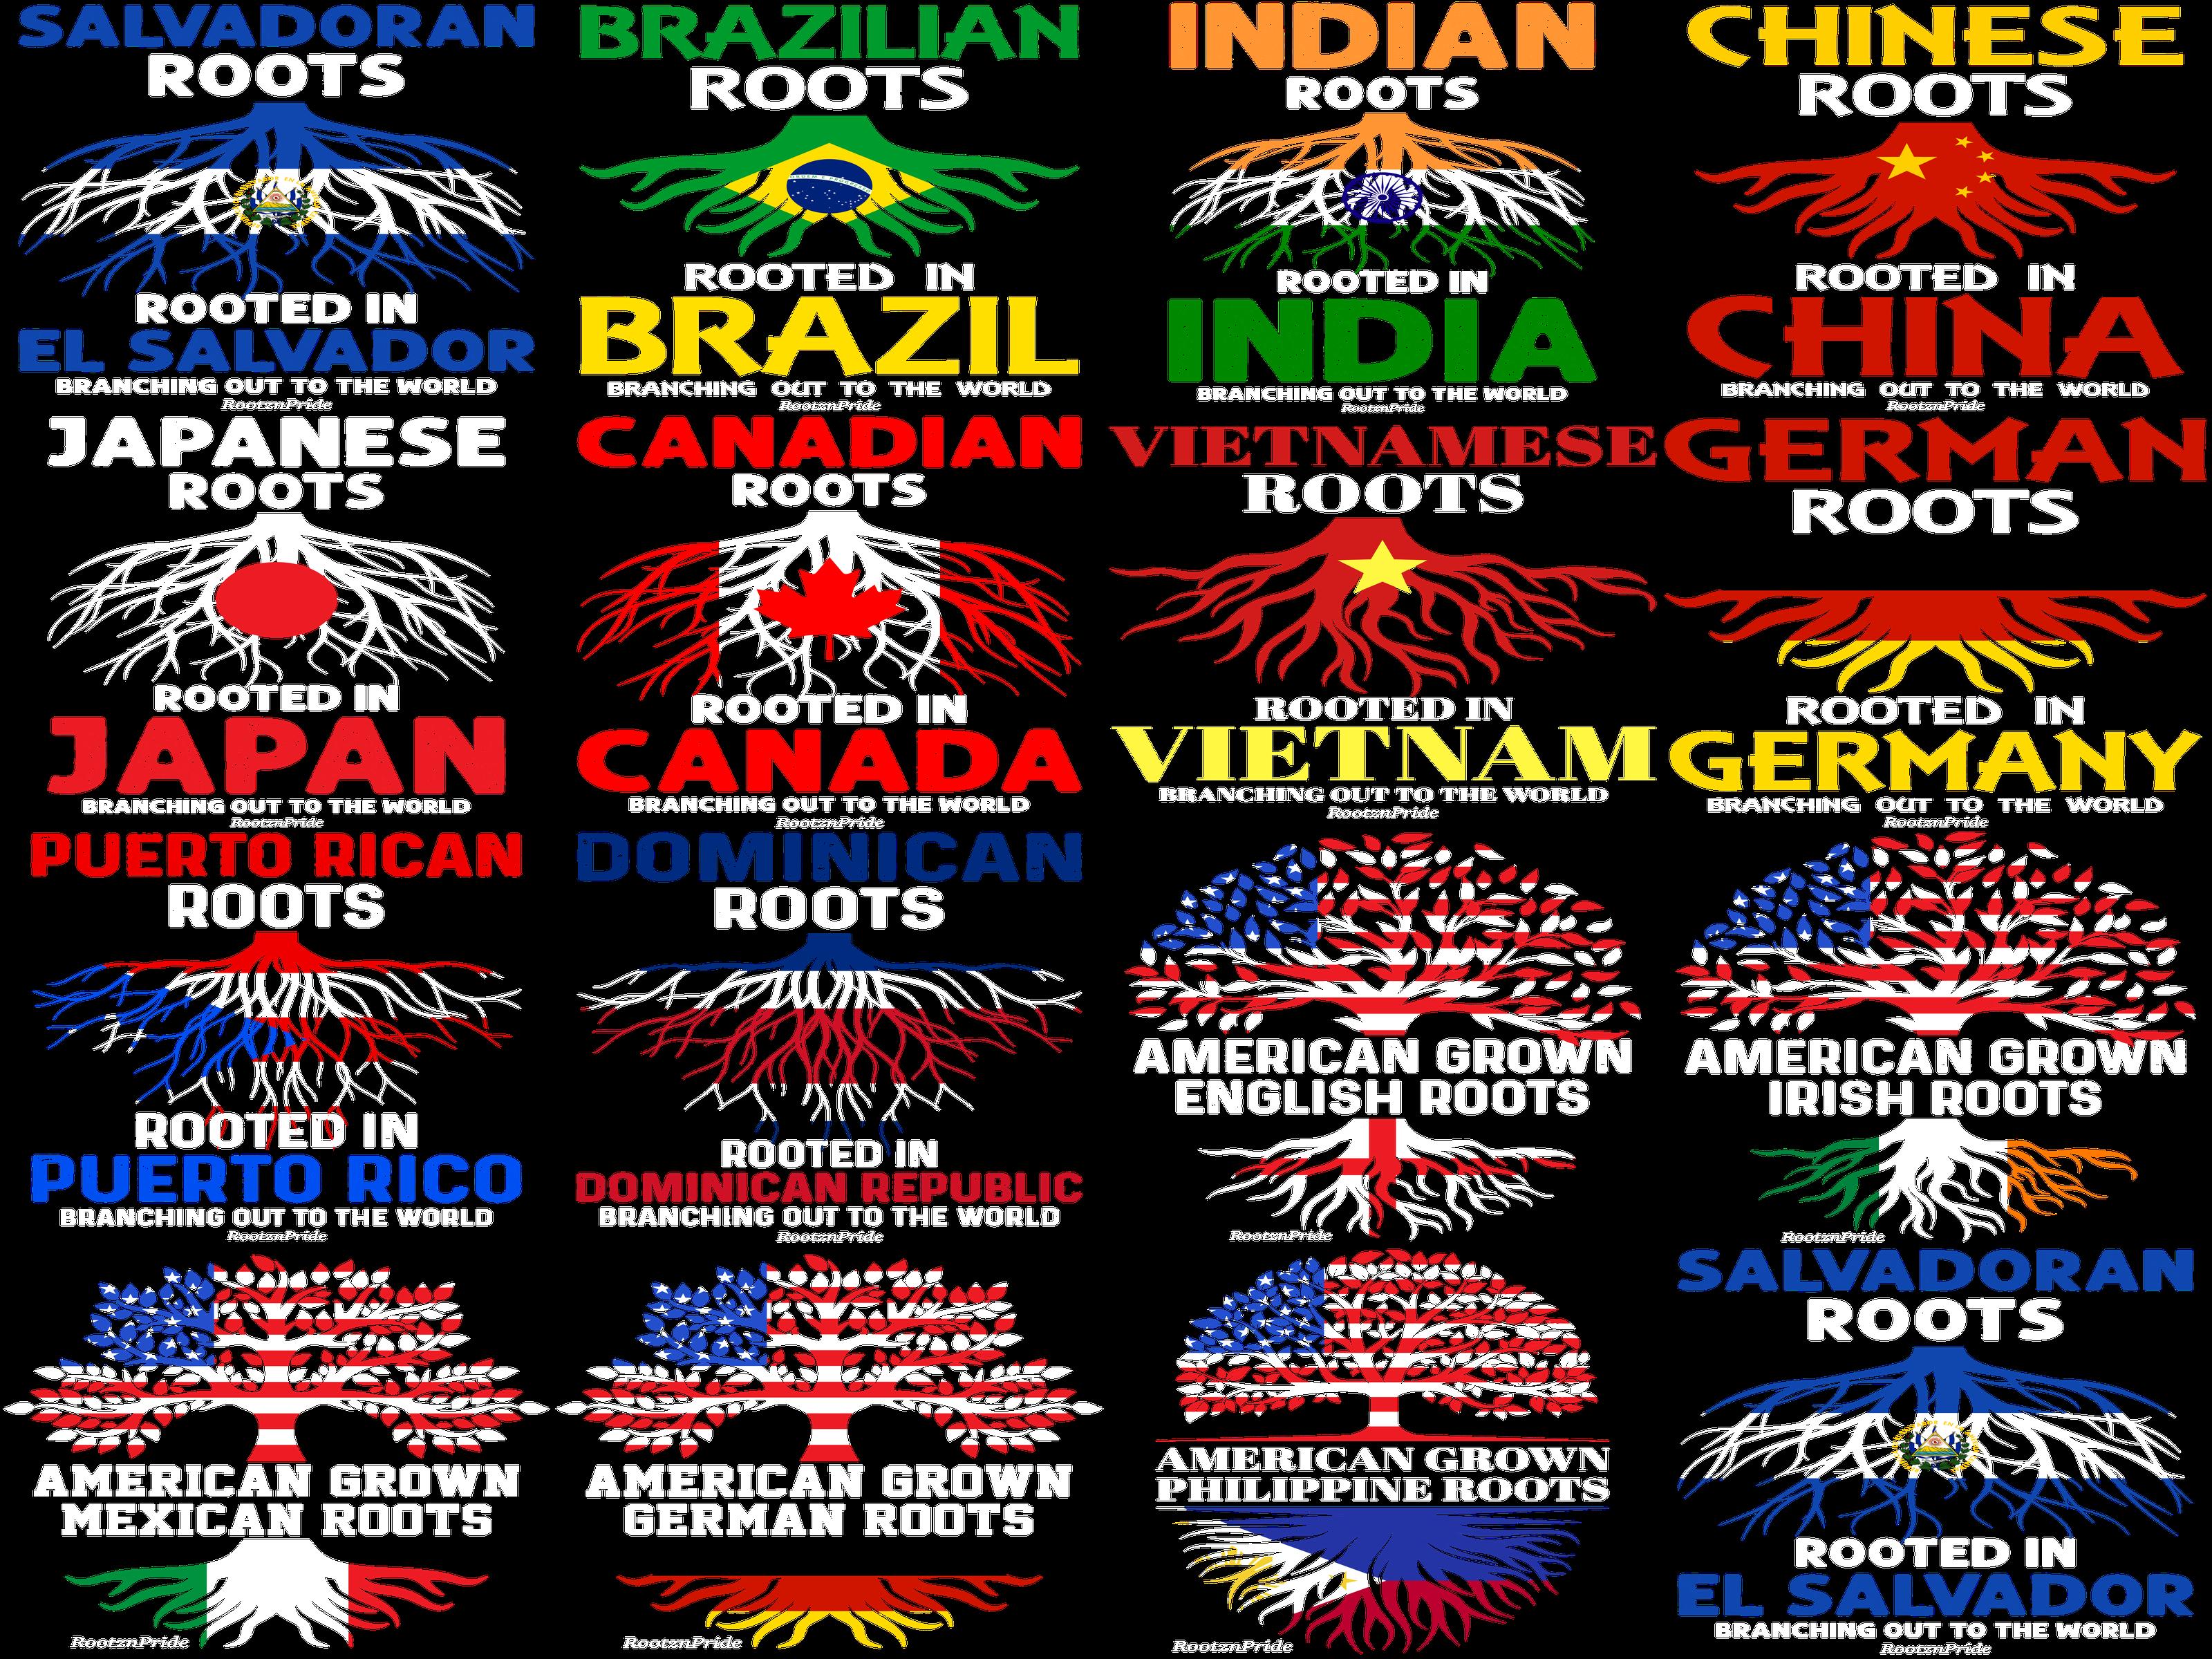 SALVADORAN
ROOTS
ROOTED IN
EL SALVADOR
BRANCHING OUT TO THE WORLD
RootznPride
BRAZILIAN
ROOTS
ROOTED IN
BRAZIL
BRANCHING OUT TO THE WORLD
RootznPride
INDIAN
ROOTS
ROOTED IN
INDIA
BRANCHING OUT TO THE WORLD
RootznPride
CHINESE
ROOTS
ROOTED IN
CHINA
BRANCHING OUT TO THE WORLD
RootznPride
JAPANESE
ROOTS
ROOTED IN
JAPAN
BRANCHING OUT TO THE WORLD
RootznPride
CANADIAN
ROOTS
ROOTED IN
CANADA
BRANCHING OUT TO THE WORLD
RootznPride
VIETNAMESE
ROOTS
ROOTED IN
VIETNAM
BRANCHING OUT TO THE WORLD
RootznPride
GERMAN
ROOTS
ROOTED IN
GERMANY
BRANCHING OUT TO THE WORLD
RootznPride
PUERTO RICAN
ROOTS
ROOTED IN
PUERTO RICO
BRANCHING OUT TO THE WORLD
RootznPride
DOMINICAN
ROOTS
ROOTED IN
DOMINICAN REPUBLIC
BRANCHING OUT TO THE WORLD
RootznPride
AMERICAN GROWN
ENGLISH ROOTS
RootznPride
AMERICAN GROWN
IRISH ROOTS
RootznPride
AMERICAN GROWN
MEXICAN ROOTS
RootznPride
AMERICAN GROWN
GERMAN ROOTS
RootznPride
AMERICAN GROWN
PHILIPPINE ROOTS
RootznPride
SALVADORAN
ROOTS
ROOTED IN
EL SALVADOR
BRANCHING OUT TO THE WORLD
RootznPride